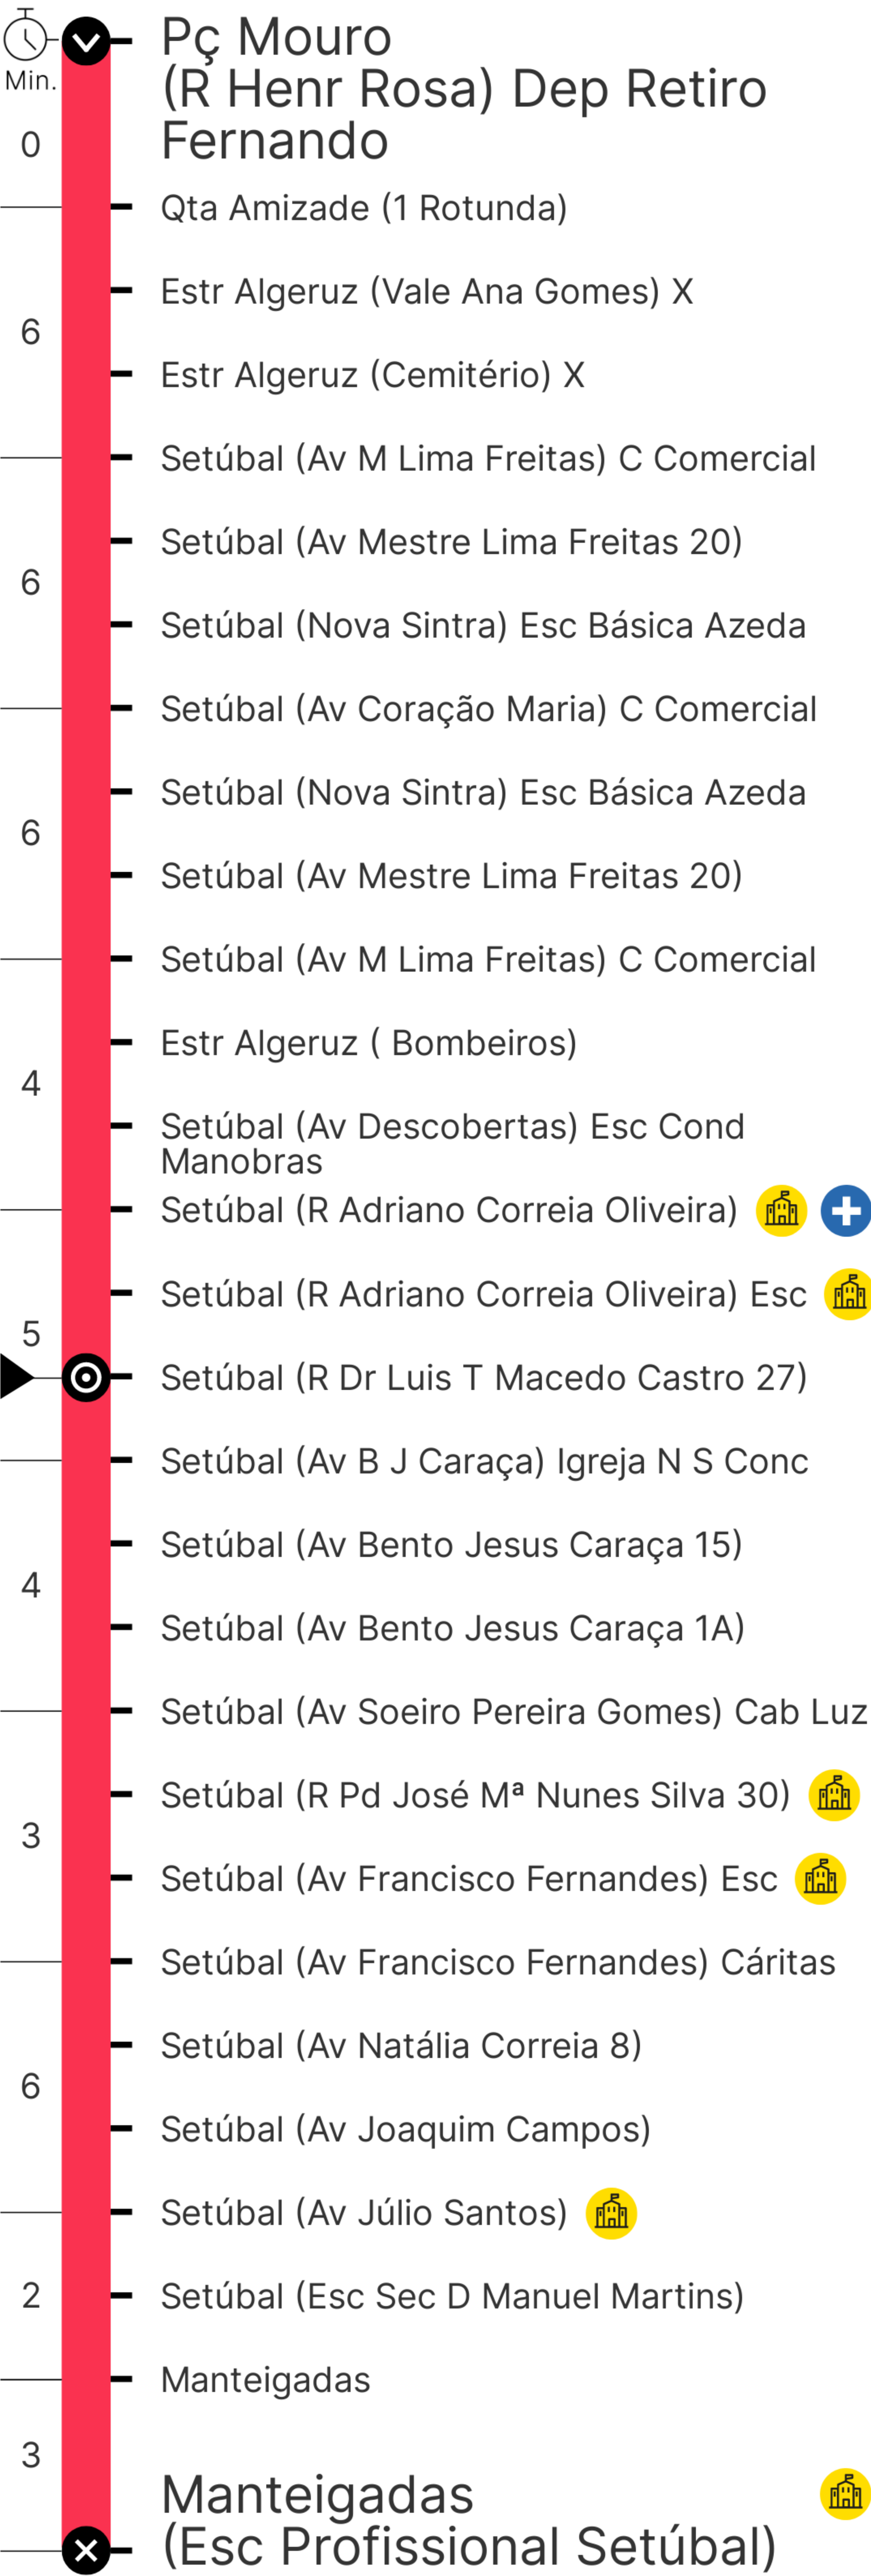 Min.
Pç Mouro
(R Henr Rosa) Dep Retiro
Fernando
0
Qta Amizade (1 Rotunda)
Estr Algeruz (Vale Ana Gomes) X
6
Estr Algeruz (Cemitério) X
Setúbal (Av M Lima Freitas) C Comercial
Setúbal (Av Mestre Lima Freitas 20)
6
Setúbal (Nova Sintra) Esc Básica Azeda
Setúbal (Av Coração Maria) C Comercial
Setúbal (Nova Sintra) Esc Básica Azeda
6
Setúbal (Av Mestre Lima Freitas 20)
Setúbal (Av M Lima Freitas) C Comercial
Estr Algeruz ( Bombeiros)
4
Setúbal (Av Descobertas) Esc Cond
Manobras
Setúbal (R Adriano Correia Oliveira)
Setúbal (R Adriano Correia Oliveira) Esc
5
Setúbal (R Dr Luis T Macedo Castro 27)
Setúbal (Av B J Caraça) Igreja N S Conc
Setúbal (Av Bento Jesus Caraça 15)
4
Setúbal (Av Bento Jesus Caraça 1A)
Setúbal (Av Soeiro Pereira Gomes) Cab Luz
Setúbal (R Pd José Mª Nunes Silva 30)
3
Setúbal (Av Francisco Fernandes) Esc
Setúbal (Av Francisco Fernandes) Cáritas
Setúbal (Av Natália Correia 8)
6
Setúbal (Av Joaquim Campos)
Setúbal (Av Júlio Santos)
2
Setúbal (Esc Sec D Manuel Martins)
Manteigadas
3
Manteigadas
(Esc Profissional Setúbal)